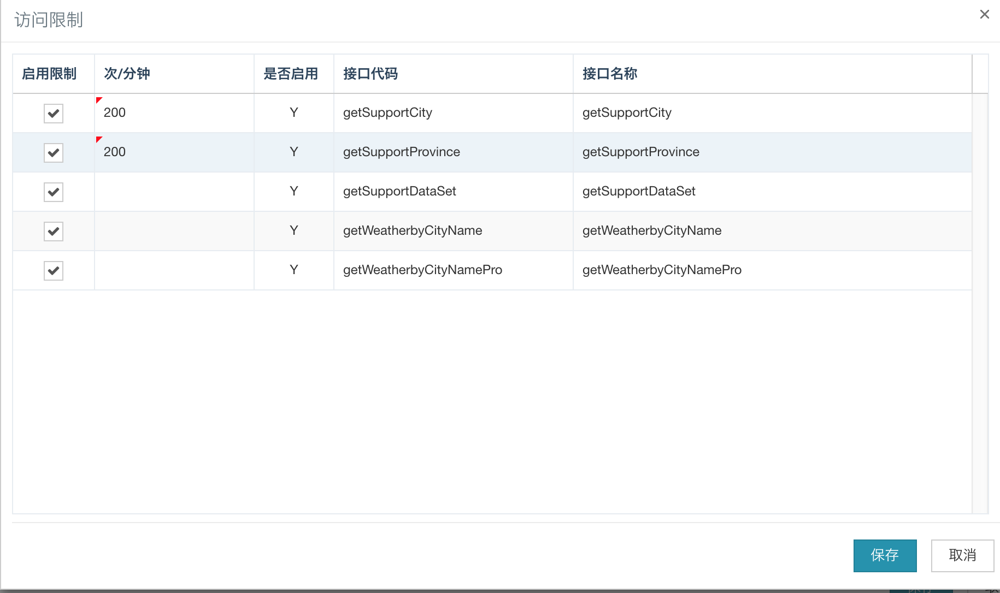 访问限制
启用限制 次/分钟 是否启用 接口代码 接口名称
200 Y getSupportCity getSupportCity
200 Y getSupportProvince getSupportProvince
Y getSupportDataSet getSupportDataSet
Y getWeatherbyCityName getWeatherbyCityName
Y getWeatherbyCityNamePro getWeatherbyCityNamePro
保存 取消